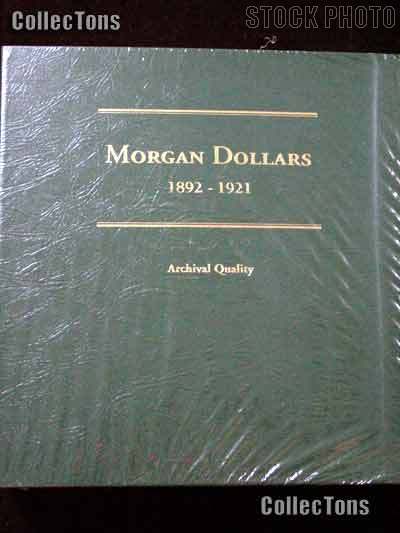 CollecTons
STOCK PHOTO
MORGAN DOLLARS
1892 - 1921
Archival Quality
CollecTons